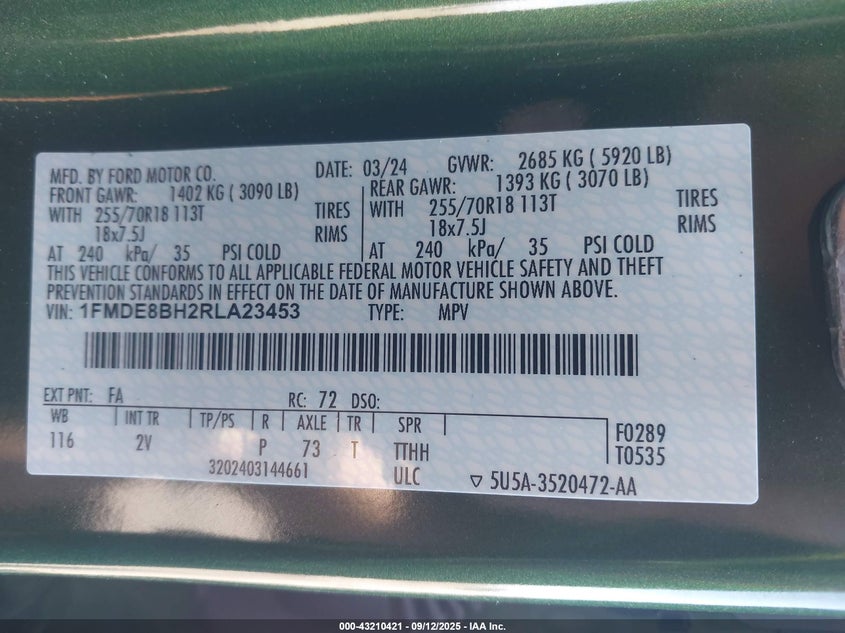 MFD. BY FORD MOTOR CO. DATE: 03/24 GVWR: 2685 KG ( 5920 LB)
FRONT GAWR: 1402 KG ( 3090 LB) REAR GAWR: 1393 KG ( 3070 LB)
WITH 255/70R18 113T TIRES WITH 255/70R18 113T TIRES
18x7.5J RIMS 18x7.5J RIMS
AT 240 kPa/ 35 PSI COLD AT 240 kPa/ 35 PSI COLD
THIS VEHICLE CONFORMS TO ALL APPLICABLE FEDERAL MOTOR VEHICLE SAFETY AND THEFT
PREVENTION STANDARDS IN EFFECT ON THE DATE OF MANUFACTURE SHOWN ABOVE.
VIN: 1FMDE8BH2RLA23453 TYPE: MPV
EXT PNT: FA RC: 72 DSO:
WB INT TR TP/PS R AXLE TR SPR F0289
116 2V P 73 T TTHH T0535
3202403144661 ULC ▽ 5U5A-3520472-AA
000-43210421 - 09/12/2025 - IAA Inc.